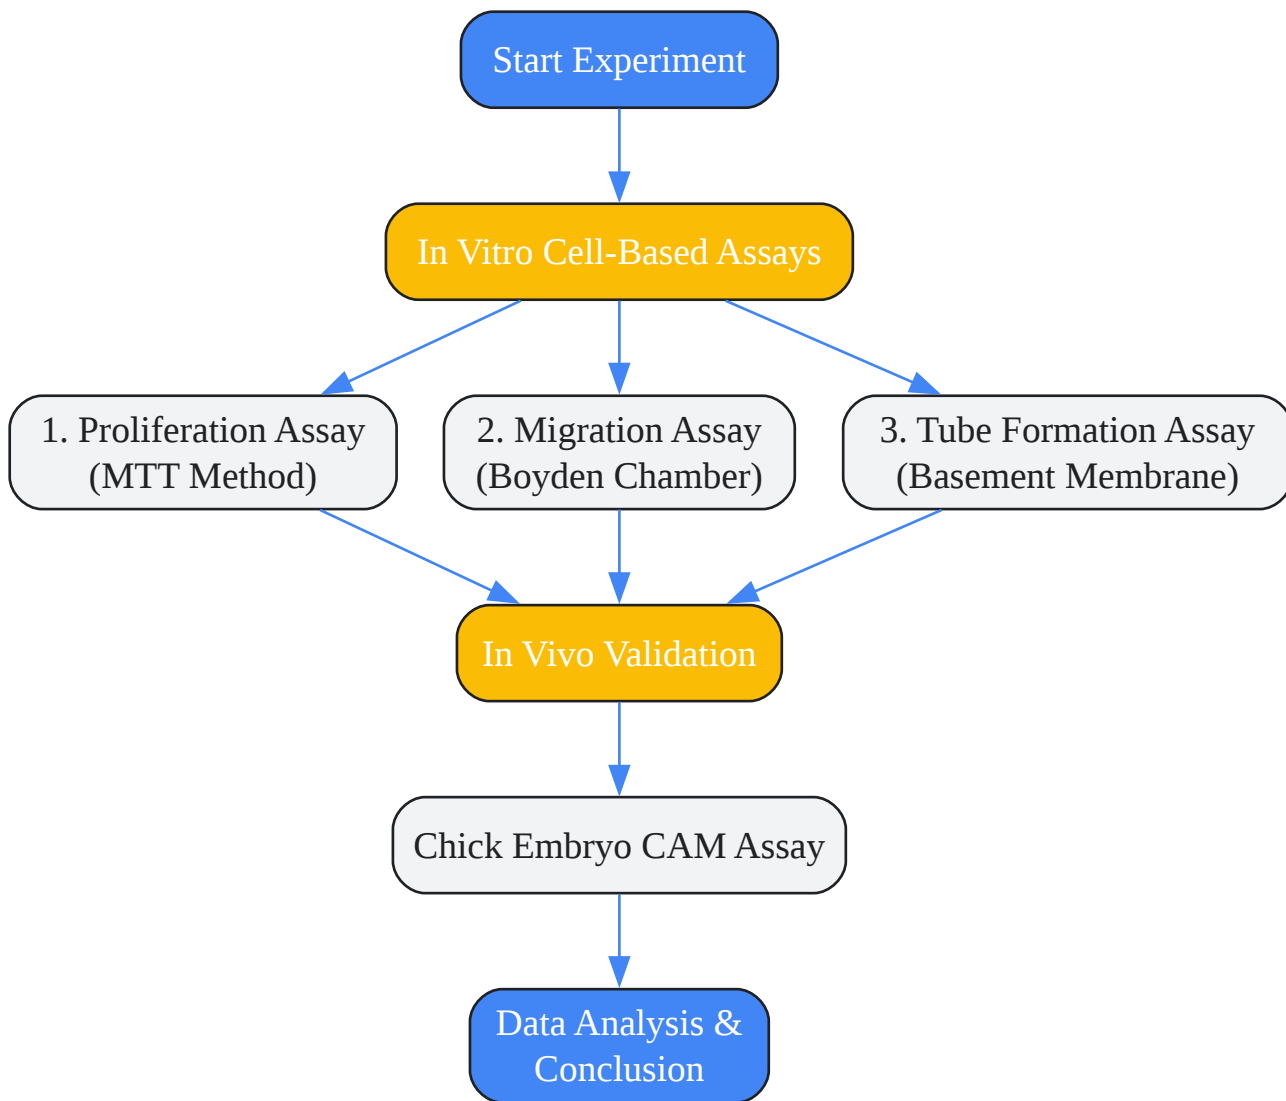 Start Experiment
In Vitro Cell-Based Assays
1. Proliferation Assay
(MTT Method)
2. Migration Assay
(Boyden Chamber)
3. Tube Formation Assay
(Basement Membrane)
In Vivo Validation
Chick Embryo CAM Assay
Data Analysis &
Conclusion